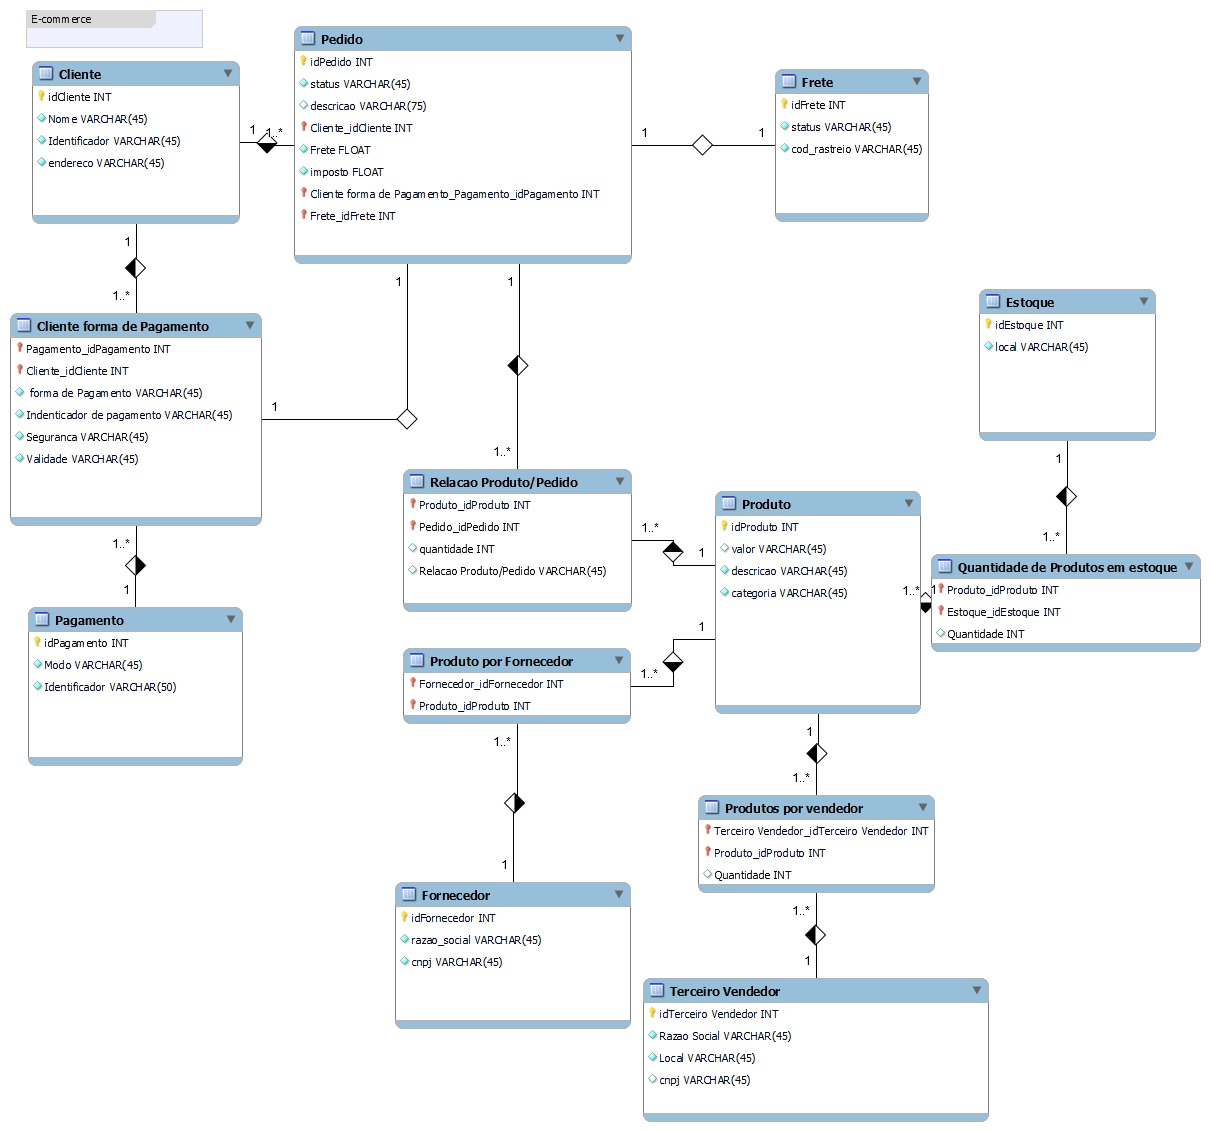 E-commerce
Cliente
idCliente INT
Nome VARCHAR(45)
Identificador VARCHAR(45)
endereco VARCHAR(45)
1
1..*
Pedido
idPedido INT
status VARCHAR(45)
descricao VARCHAR(75)
Cliente_idCliente INT
Frete FLOAT
imposto FLOAT
Cliente forma de Pagamento_Pagamento_idPagamento INT
Frete_idFrete INT
1
1
Frete
idFrete INT
status VARCHAR(45)
cod_rastreio VARCHAR(45)
1
1..*
1
1
Cliente forma de Pagamento
Pagamento_idPagamento INT
Cliente_idCliente INT
forma de Pagamento VARCHAR(45)
Indenticador de pagamento VARCHAR(45)
Seguranca VARCHAR(45)
Validade VARCHAR(45)
1
1..*
Estoque
idEstoque INT
local VARCHAR(45)
1
1..*
Relacao Produto/Pedido
Produto_idProduto INT
Pedido_idPedido INT
quantidade INT
Relacao Produto/Pedido VARCHAR(45)
1..*
1
Produto
idProduto INT
valor VARCHAR(45)
descricao VARCHAR(45)
categoria VARCHAR(45)
1..*
1
Quantidade de Produtos em estoque
Produto_idProduto INT
Estoque_idEstoque INT
Quantidade INT
1..*
1
Pagamento
idPagamento INT
Modo VARCHAR(45)
Identificador VARCHAR(50)
1
1..*
Produto por Fornecedor
Fornecedor_idFornecedor INT
Produto_idProduto INT
1..*
1
1
1..*
Produtos por vendedor
Terceiro Vendedor_idTerceiro Vendedor INT
Produto_idProduto INT
Quantidade INT
Fornecedor
idFornecedor INT
razao_social VARCHAR(45)
cnpj VARCHAR(45)
1..*
1
Terceiro Vendedor
idTerceiro Vendedor INT
Razao Social VARCHAR(45)
Local VARCHAR(45)
cnpj VARCHAR(45)